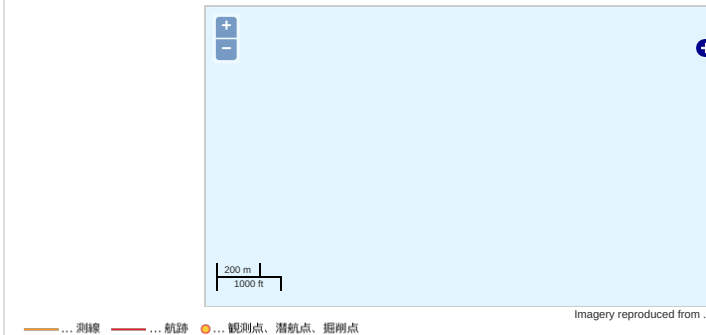 +
−
200 m
1000 ft
Imagery reproduced from .
... 測線 ... 航跡 ... 観測点、潜航点、掘削点